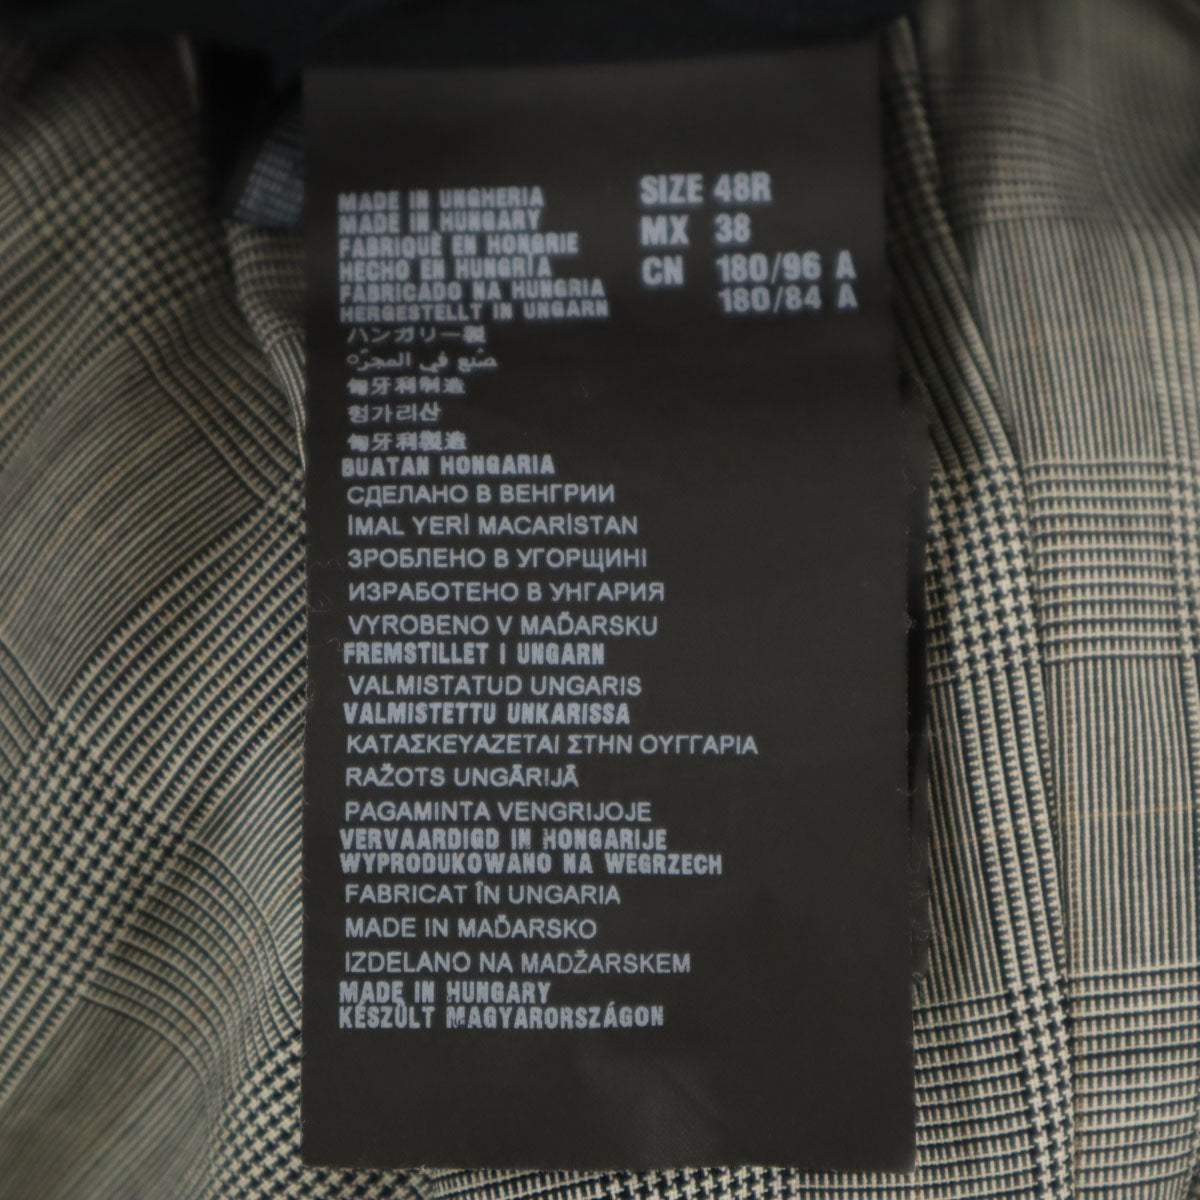 MADE IN UNGHERIA
MADE IN HUNGARY
FABRIQUÈ EN HONGRIE
HECHO EN HUNGRÍA
FABRICADO NA HUNGRIA
HERGESTELLT IN UNGARN
ハンガリー製
صنع في المجر
匈牙利制造
헝가리산
匈牙利製造
BUATAN HONGARIA
СДЕЛАНО В ВЕНГРИИ
İMAL YERİ MACARİSTAN
ЗРОБЛЕНО В УГОРЩИНІ
ИЗРАБОТЕНО В УНГАРИЯ
VYROBENO V MAĎARSKU
FREMSTILLET I UNGARN
VALMISTATUD UNGARIS
VALMISTETTU UNKARISSA
ΚΑΤΑΣΚΕΥΑΖΕΤΑΙ ΣΤΗΝ ΟΥΓΓΑΡΙΑ
RAŽOTS UNGĀRIJĀ
PAGAMINTA VENGRIJOJE
VERVAARDIGD IN HONGARIJE
WYPRODUKOWANO NA WEGRZECH
FABRICAT ÎN UNGARIA
MADE IN MAĎARSKO
IZDELANO NA MADŽARSKEM
MADE IN HUNGARY
KÉSZÜLT MAGYARORSZÁGON
SIZE 48R
MX 38
CN 180/96 A
180/84 A